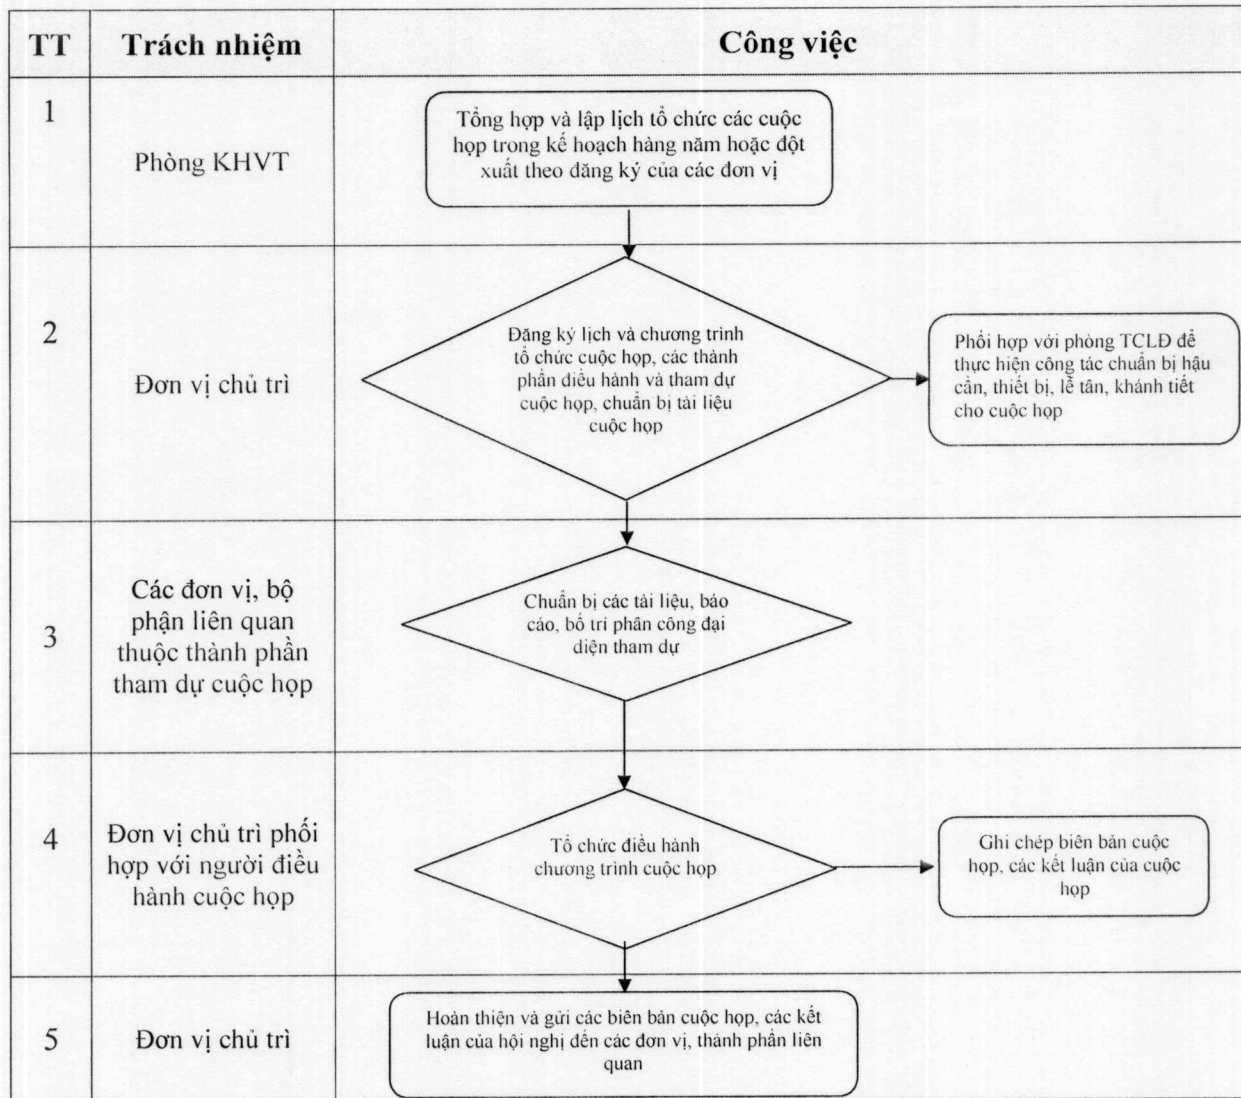 TT
Trách nhiệm
Công việc
1
Phòng KHVT
Tổng hợp và lập lịch tổ chức các cuộc
họp trong kế hoạch hàng năm hoặc đột
xuất theo đăng ký của các đơn vị
2
Đơn vị chủ trì
Đăng ký lịch và chương trình
tổ chức cuộc họp, các thành
phần điều hành và tham dự
cuộc họp, chuẩn bị tài liệu
cuộc họp
Phối hợp với phòng TCLĐ để
thực hiện công tác chuẩn bị hậu
cần, thiết bị, lễ tân, khánh tiết
cho cuộc họp
3
Các đơn vị, bộ
phận liên quan
thuộc thành phần
tham dự cuộc họp
Chuẩn bị các tài liệu, báo
cáo, bố trí phân công đại
diện tham dự
4
Đơn vị chủ trì phối
hợp với người điều
hành cuộc họp
Tổ chức điều hành
chương trình cuộc họp
Ghi chép biên bản cuộc
họp, các kết luận của cuộc
họp
5
Đơn vị chủ trì
Hoàn thiện và gửi các biên bản cuộc họp, các kết
luận của hội nghị đến các đơn vị, thành phần liên
quan